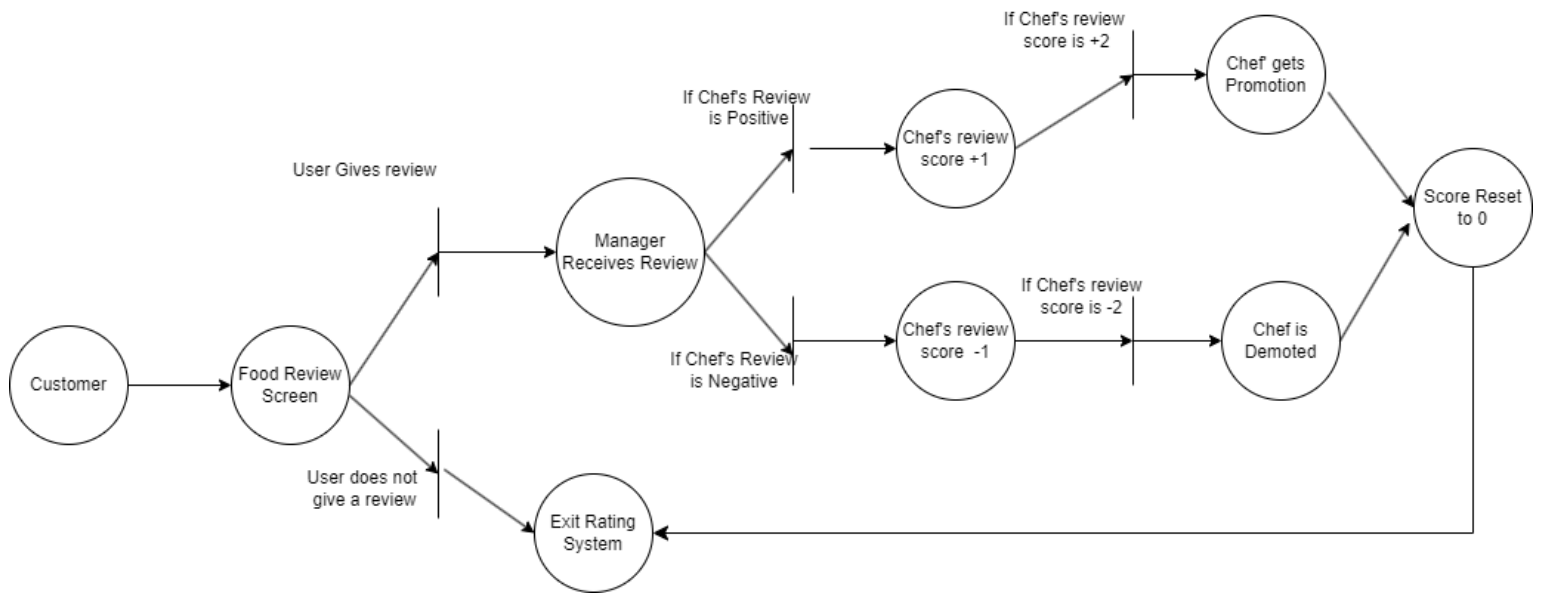 If Chef's review
score is +2
Chef' gets
Promotion
If Chef's Review
is Positive
Chef's review
score +1
User Gives review
Score Reset
to 0
Manager
Receives Review
If Chef's review
score is -2
If Chef's Review
is Negative
Chef's review
score -1
Chef is
Demoted
Customer
Food Review
Screen
User does not
give a review
Exit Rating
System